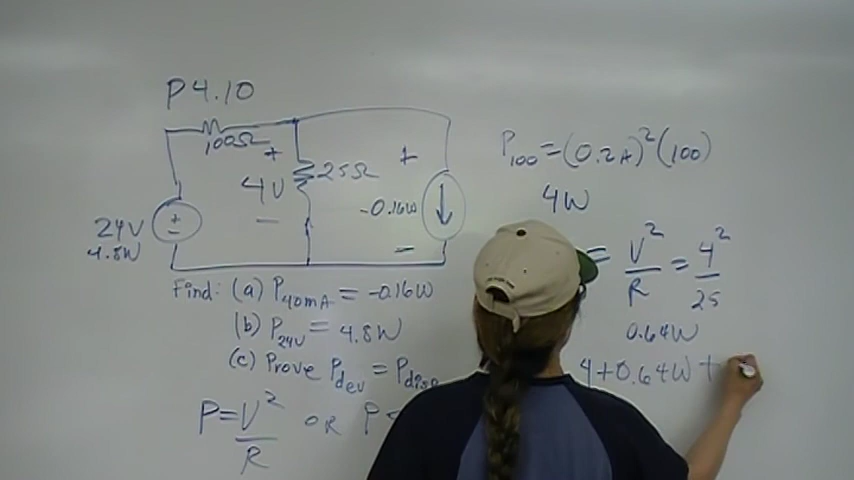 P4.10
100Ω
+
4V
−
25Ω
+
-0.16W
−
24V
4.8W
+
−
Find: (a) P40mA = -0.16W
(b) P24V = 4.8W
(c) Prove Pdev = Pdiss
P = V²/R OR P
P100 = (0.2A)²(100)
4W
= V²/R = 4²/25
0.64W
4+0.64W +